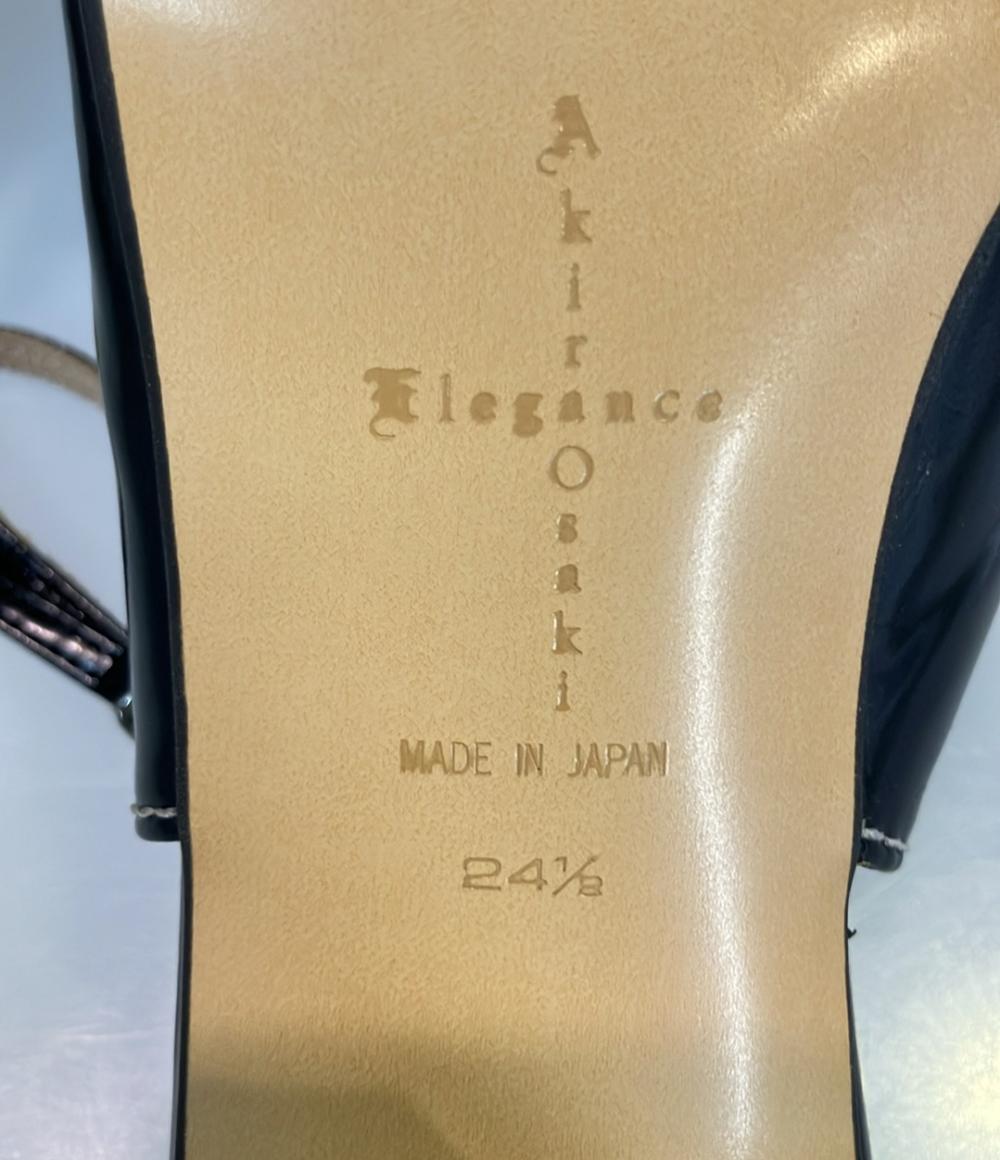 Akira
Elegance
Osaki
MADE IN JAPAN
24½